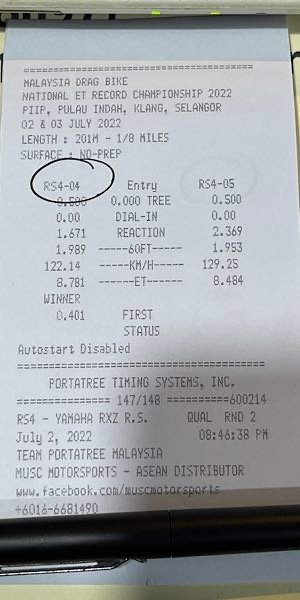 ========================================
MALAYSIA DRAG BIKE
NATIONAL ET RECORD CHAMPIONSHIP 2022
PIIP, PULAU INDAH, KLANG, SELANGOR
02 & 03 JULY 2022
LENGTH : 201M - 1/8 MILES
SURFACE : NO-PREP
RS4-04 Entry RS4-05
0.500 0.000 TREE 0.500
0.00 DIAL-IN 0.00
1.671 REACTION 2.369
1.989 -----60FT----- 1.953
122.14 -----KM/H----- 129.25
8.781 ------ET------ 8.484
WINNER
0.401 FIRST
STATUS
Autostart Disabled
========================================
PORTATREE TIMING SYSTEMS, INC.
=============== 147/148 ==========600214
RS4 - YAMAHA RXZ R.S. QUAL RND 2
July 2, 2022 08:46:38 PM
TEAM PORTATREE MALAYSIA
MUSC MOTORSPORTS - ASEAN DISTRIBUTOR
www.facebook.com/muscmotorsports
+6016-6681490